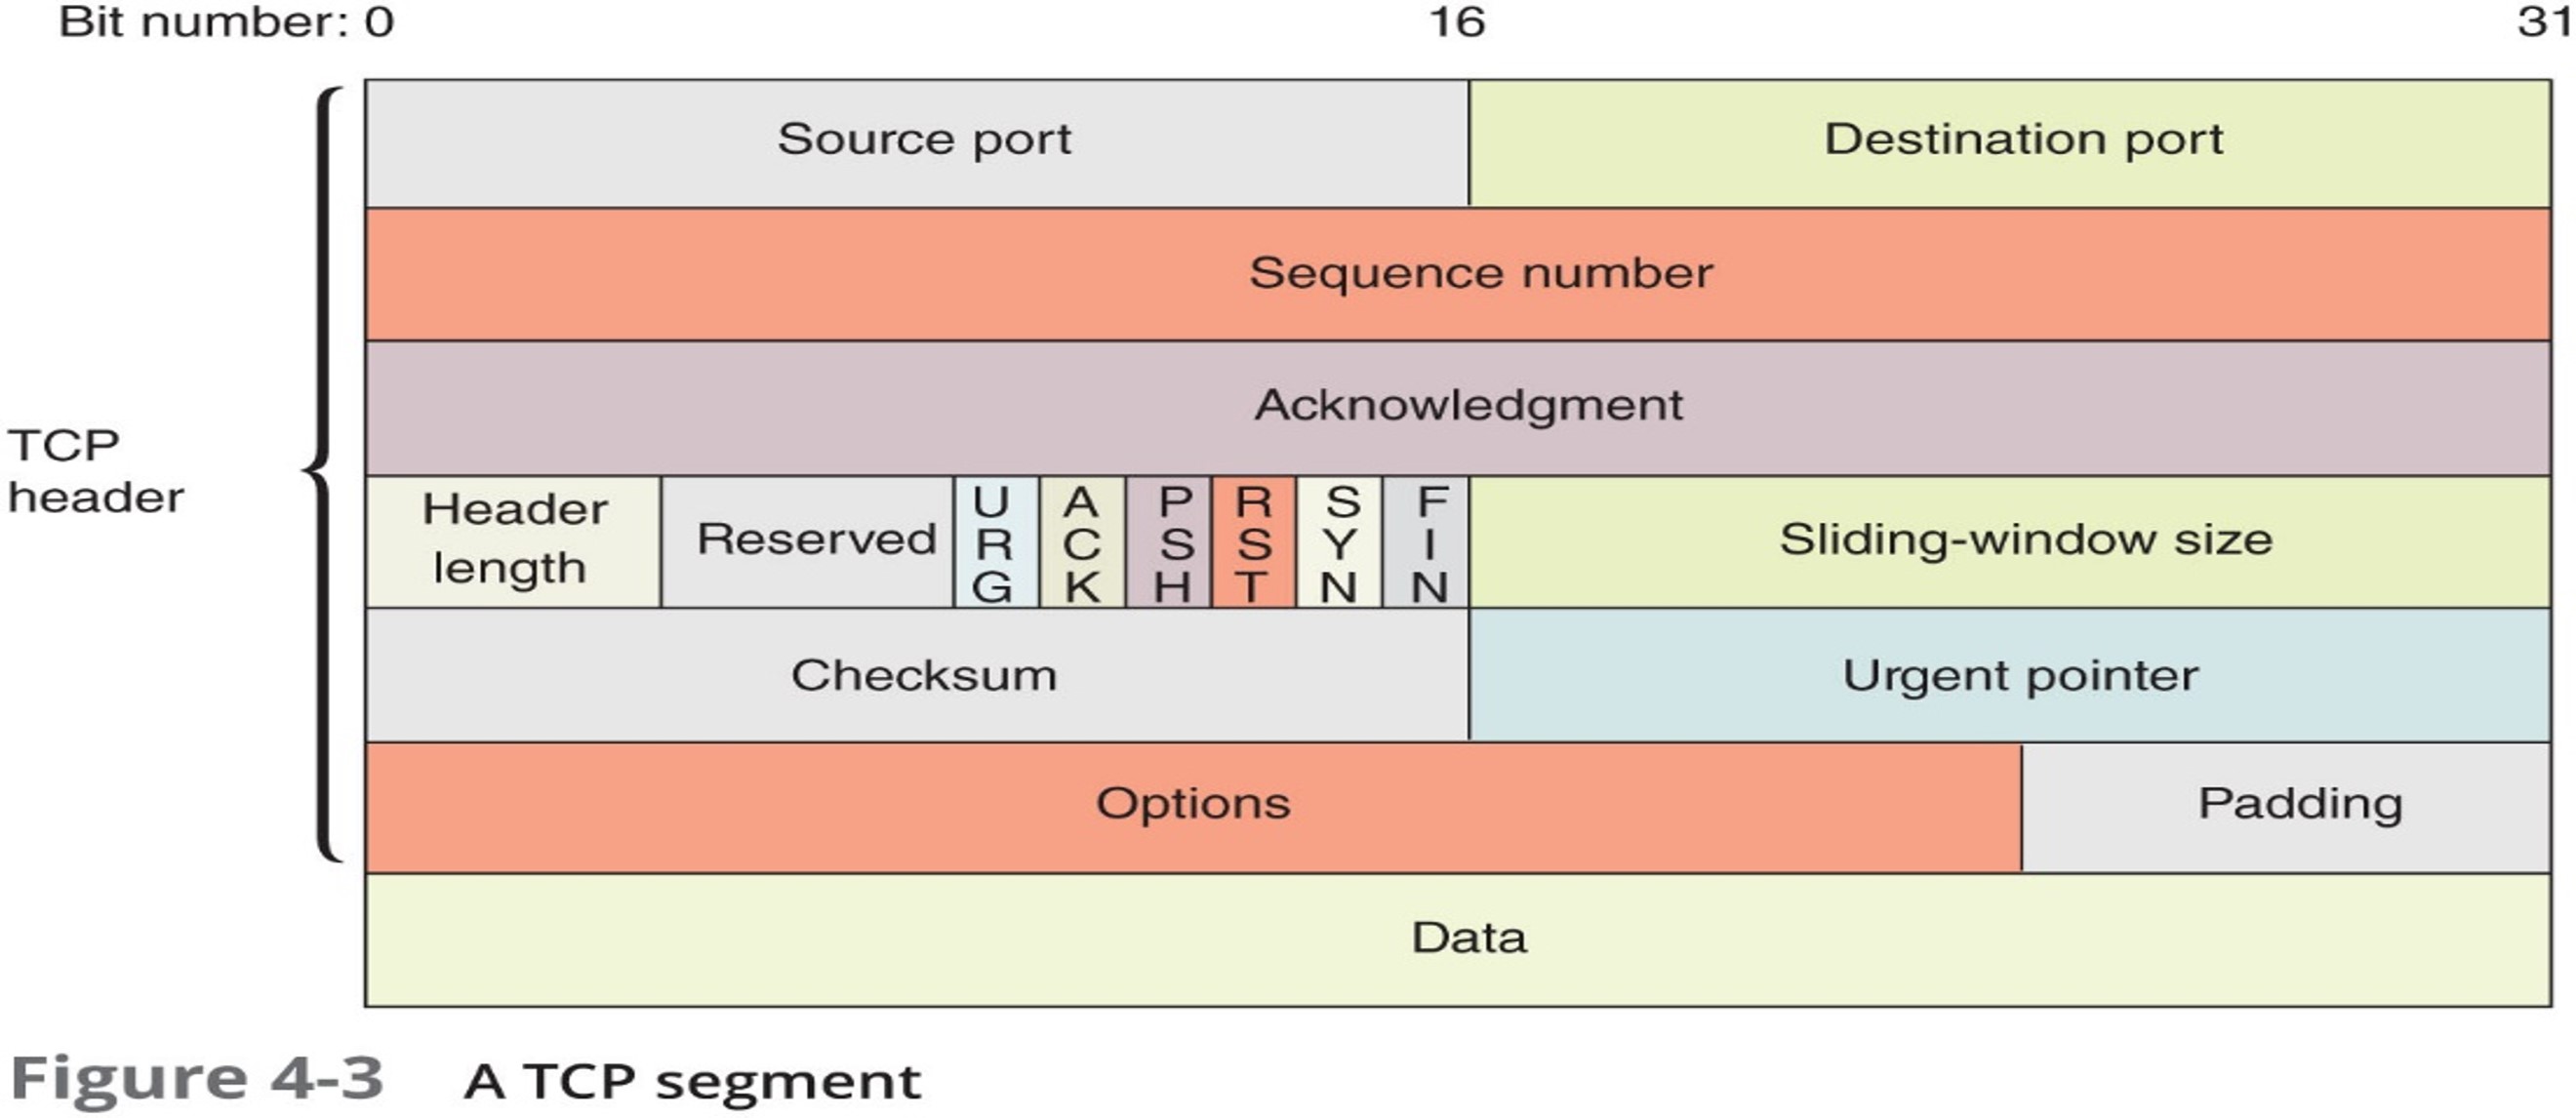 Bit number: 0 16 31
Source port Destination port
Sequence number
Acknowledgment
TCP
header
Header
length
Reserved
URG
ACK
PSH
RST
SYN
FIN
Sliding-window size
Checksum Urgent pointer
Options Padding
Data
Figure 4-3 A TCP segment